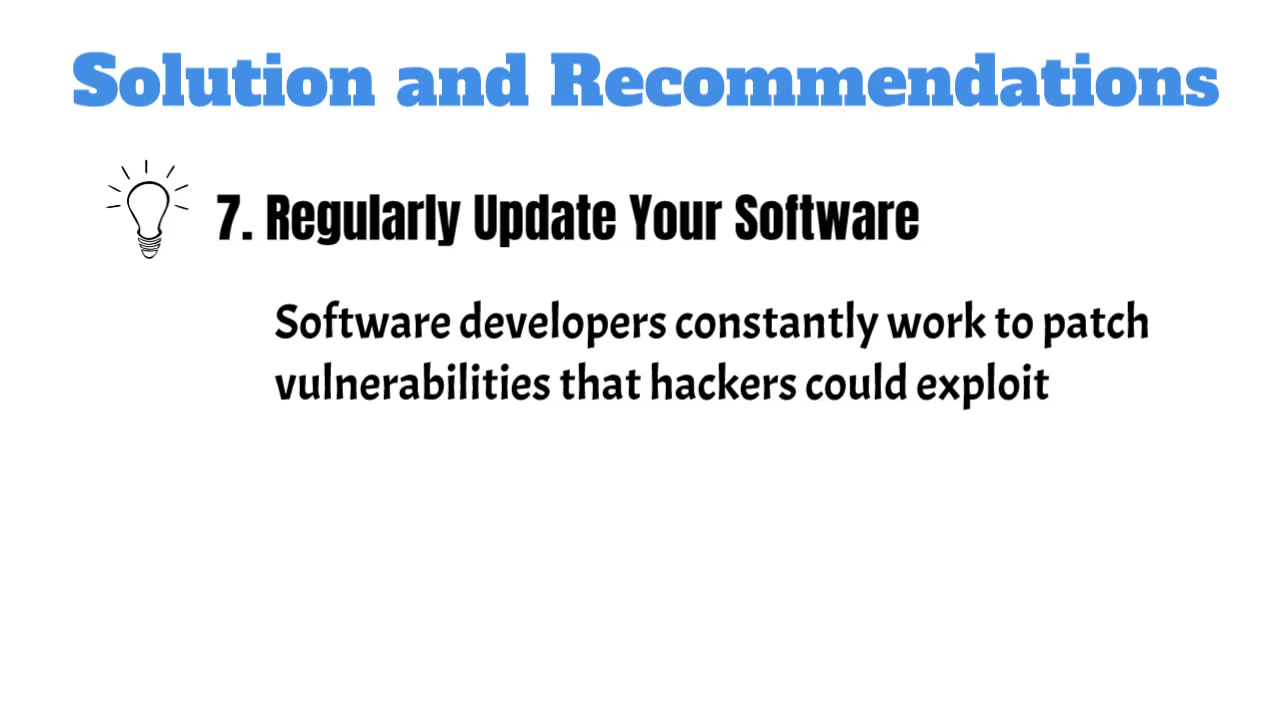 Solution and Recommendations
7. Regularly Update Your Software
Software developers constantly work to patch
vulnerabilities that hackers could exploit